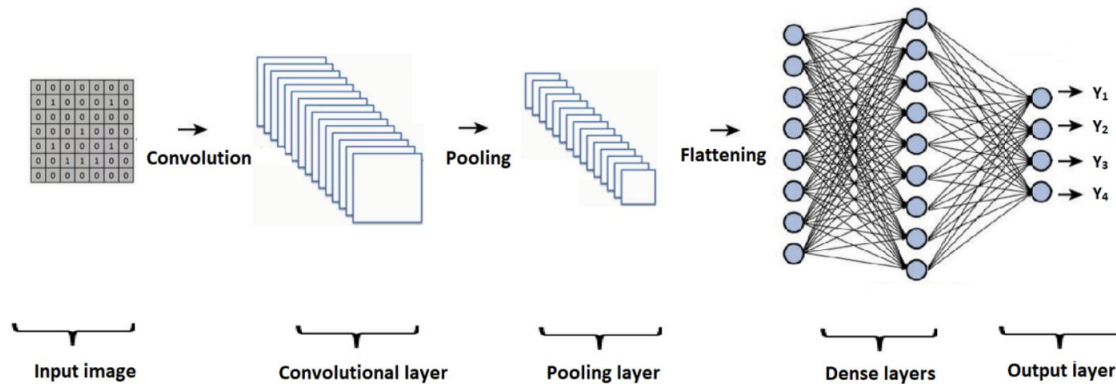 0 0 0 0 0 0 0
0 1 0 0 0 1 0
0 0 0 0 0 0 0
0 0 0 1 0 0 0
0 1 0 0 0 1 0
0 0 1 1 1 0 0
0 0 0 0 0 0 0
Convolution
Pooling
Flattening
Y₁
Y₂
Y₃
Y₄
Input image
Convolutional layer
Pooling layer
Dense layers
Output layer